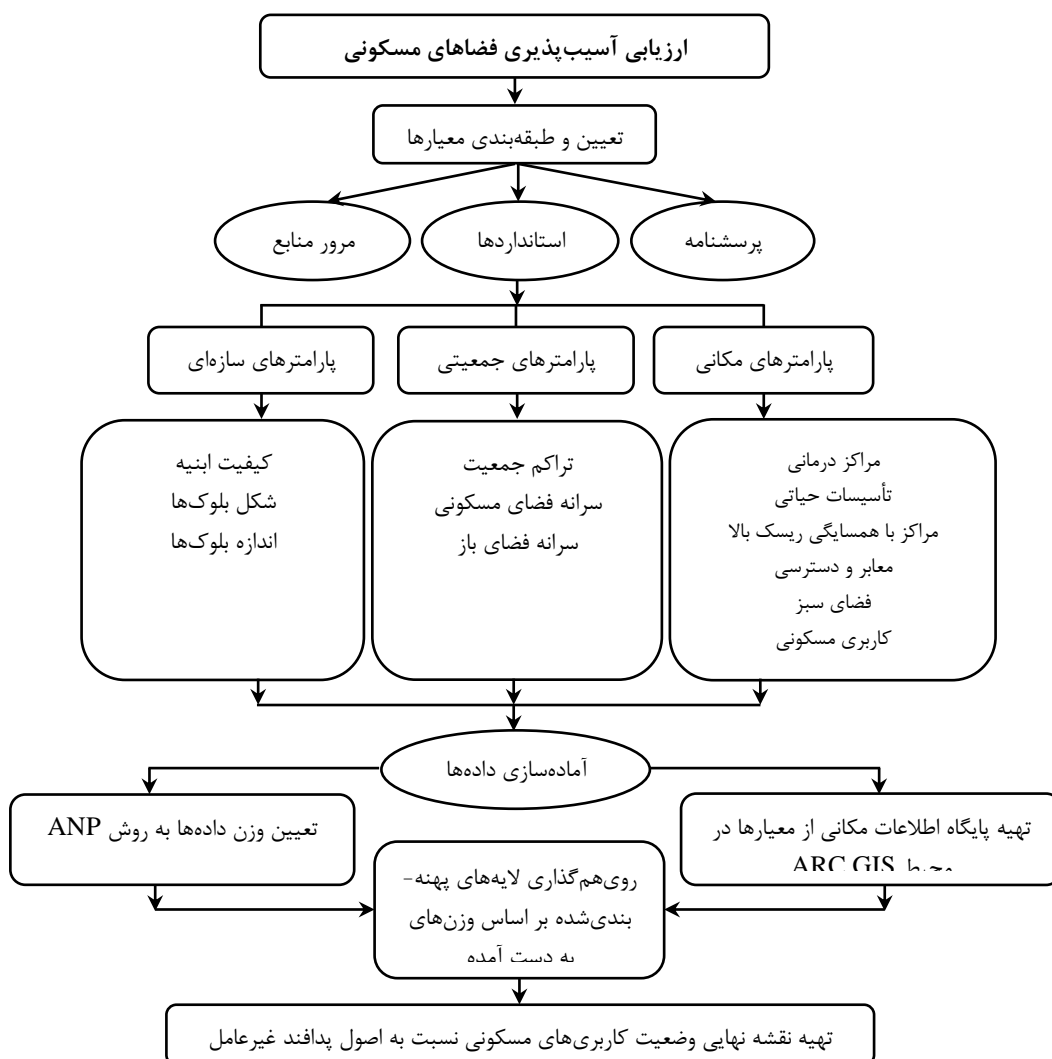 ارزیابی آسیب‌پذیری فضاهای مسکونی
تعیین و طبقه‌بندی معیارها
پرسشنامه
استانداردها
مرور منابع
پارامترهای مکانی
پارامترهای جمعیتی
پارامترهای سازه‌ای
مراکز درمانی
تأسیسات حیاتی
مراکز با همسایگی ریسک بالا
معابر و دسترسی
فضای سبز
کاربری مسکونی
تراکم جمعیت
سرانه فضای مسکونی
سرانه فضای باز
کیفیت ابنیه
شکل بلوک‌ها
اندازه بلوک‌ها
آماده‌سازی داده‌ها
تهیه پایگاه اطلاعات مکانی از معیارها در
محیط ARC GIS
تعیین وزن داده‌ها به روش ANP
روی‌هم‌گذاری لایه‌های پهنه-
بندی‌شده بر اساس وزن‌های
به دست آمده
تهیه نقشه نهایی وضعیت کاربری‌های مسکونی نسبت به اصول پدافند غیرعامل